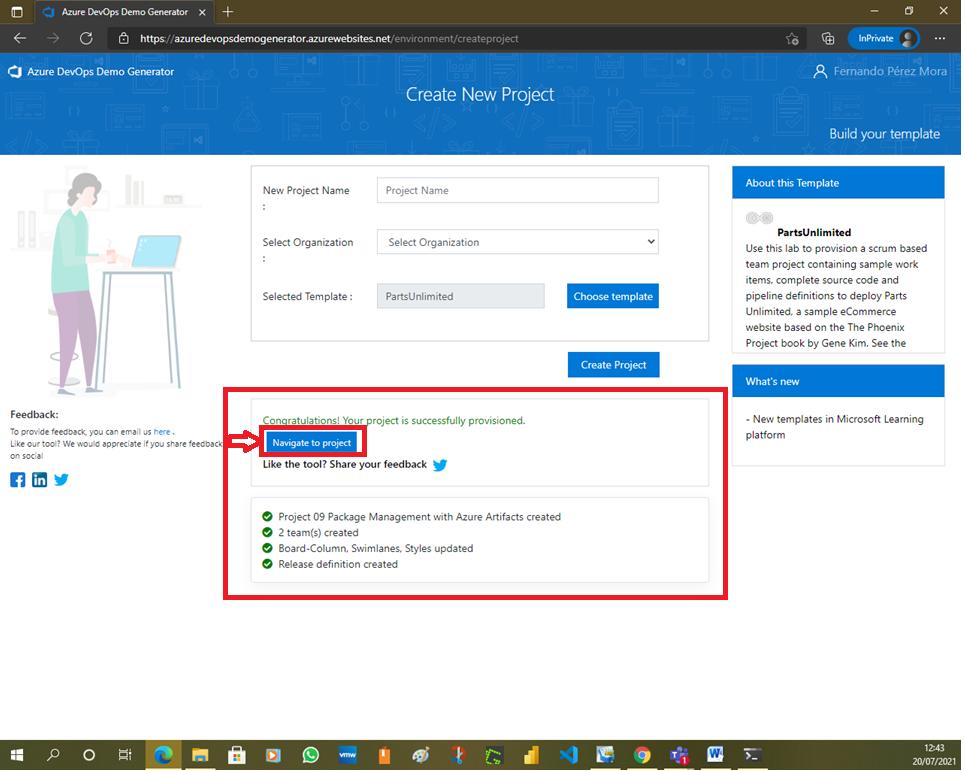 Azure DevOps Demo Generator
https://azuredevopsdemogenerator.azurewebsites.net/environment/createproject
InPrivate
Azure DevOps Demo Generator
Fernando Pérez Mora
Create New Project
Build your template
New Project Name
:
Project Name
Select Organization
:
Select Organization
Selected Template :
PartsUnlimited
Choose template
Create Project
About this Template
PartsUnlimited
Use this lab to provision a scrum based
team project containing sample work
items, complete source code and
pipeline definitions to deploy Parts
Unlimited, a sample eCommerce
website based on the The Phoenix
Project book by Gene Kim. See the
What's new
- New templates in Microsoft Learning
platform
Feedback:
To provide feedback, you can email us here .
Like our tool? We would appreciate if you share feedback
on social
Congratulations! Your project is successfully provisioned.
Navigate to project
Like the tool? Share your feedback
Project 09 Package Management with Azure Artifacts created
2 team(s) created
Board-Column, Swimlanes, Styles updated
Release definition created
vmw
1
12:43
20/07/2021